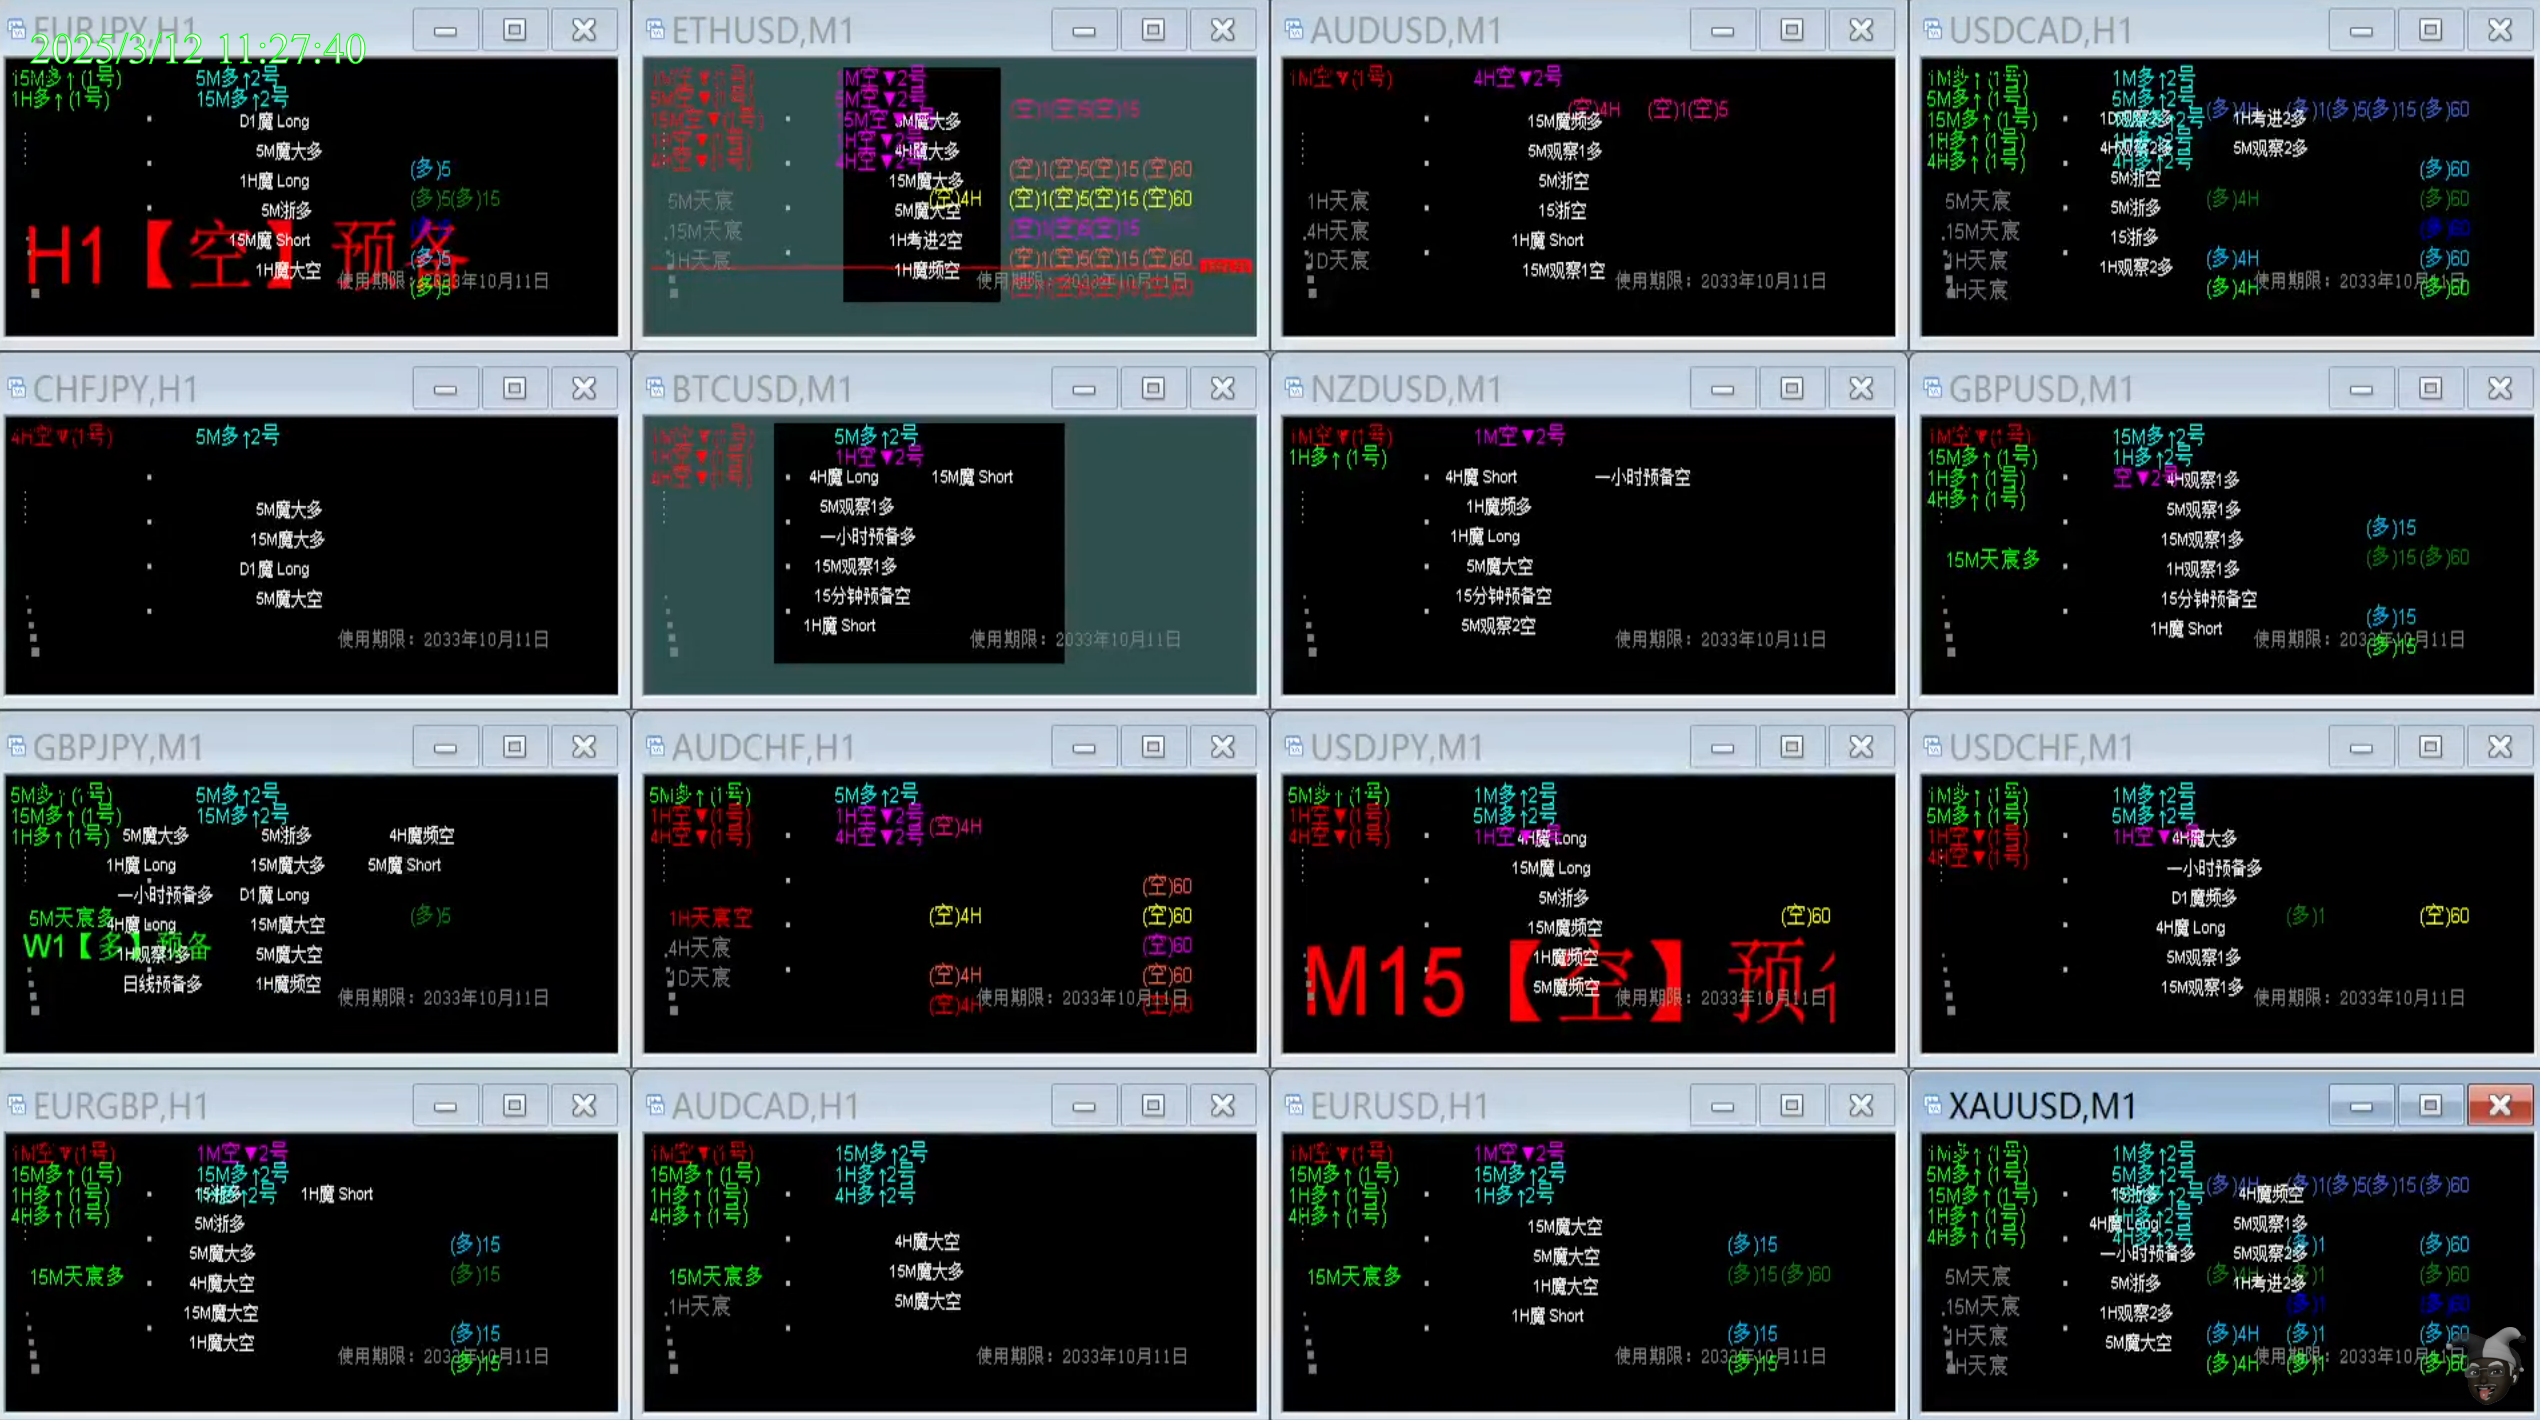 EURJPY,H1
2025/3/12 11:27:40
15M多↑(1号) 5M多↑2号
1H多↑(1号) 15M多↑2号
D1魔 Long
5M魔大多
(多)5
1H魔 Long
(多)5(多)15
5M浙多
15M魔 Short
H1【空】预备
(多)5
1H魔大空
使用期限：2033年10月11日
(多)5
ETHUSD,M1
1M空▼(1号) 1M空▼2号
5M空▼(1号) 5M空▼2号
(空)1(空)5(空)15
15M空▼(1号) 15M空▼2号
5M魔大多
1H空▼(1号) 1H空▼2号
4H魔大多
4H空▼(1号) 4H空▼2号
(空)1(空)5(空)15(空)60
15M魔大多
5M天宸
(空)4H (空)1(空)5(空)15(空)60
5M魔大空
15M天宸
(空)1(空)5(空)15
1H考进2空
1H天宸
(空)1(空)5(空)15(空)60
1H魔频空
使用期限：2033年10月11日
AUDUSD,M1
1M空▼(1号) 4H空▼2号
(空)4H (空)1(空)5
15M魔频多
5M观察1多
5M浙空
1H天宸
15浙空
4H天宸
1H魔 Short
1D天宸
15M观察1空
使用期限：2033年10月11日
USDCAD,H1
1M多↑(1号) 1M多↑2号
5M多↑(1号) 5M多↑2号
(多)4H (多)1(多)5(多)15(多)60
15M多↑(1号)
1H考进2多
1H多↑(1号)
4H观察2多 5M观察2多
4H多↑(1号) 4H多↑2号
(多)60
5M浙空
5M天宸
(多)4H (多)60
5M浙多
15M天宸
(多)60
15浙多
1H天宸
(多)4H (多)60
1H观察2多
使用期限：2033年10月11日
4H天宸
(多)4H (多)60
CHFJPY,H1
4H空▼(1号) 5M多↑2号
5M魔大多
15M魔大多
D1魔 Long
5M魔大空
使用期限：2033年10月11日
BTCUSD,M1
1M空▼(1号) 5M多↑2号
1H空▼(1号) 1H空▼2号
4H空▼(1号)
4H魔 Long 15M魔 Short
5M观察1多
一小时预备多
15M观察1多
15分钟预备空
1H魔 Short
使用期限：2033年10月11日
NZDUSD,M1
1M空▼(1号) 1M空▼2号
1H多↑(1号)
4H魔 Short 一小时预备空
1H魔频多
1H魔 Long
5M魔大空
15分钟预备空
5M观察2空
使用期限：2033年10月11日
GBPUSD,M1
1M空▼(1号) 15M多↑2号
15M多↑(1号) 1H多↑2号
1H多↑(1号) 空▼2号
4H观察1多
4H多↑(1号)
5M观察1多
(多)15
15M观察1多
15M天宸多
(多)15(多)60
1H观察1多
15分钟预备空
(多)15
1H魔 Short
使用期限：2033年10月11日
(多)15
GBPJPY,M1
5M多↑(1号) 5M多↑2号
15M多↑(1号) 15M多↑2号
1H多↑(1号)
5M魔大多 5M浙多 4H魔频空
1H魔 Long 15M魔大多 5M魔 Short
一小时预备多 D1魔 Long
5M天宸多
(多)5
4H魔 Long 15M魔大空
W1【多】预备
1H观察1多 5M魔大空
日线预备多 1H魔频空
使用期限：2033年10月11日
AUDCHF,H1
5M多↑(1号) 5M多↑2号
1H空▼(1号) 1H空▼2号
4H空▼(1号) 4H空▼2号
(空)4H
(空)60
1H天宸空
(空)4H (空)60
4H天宸
(空)60
1D天宸
(空)4H (空)60
使用期限：2033年10月11日
(空)4H (空)60
USDJPY,M1
5M多↑(1号) 1M多↑2号
1H空▼(1号) 5M多↑2号
4H空▼(1号) 1H空▼2号
4H魔 Long
15M魔 Long
5M浙多
(空)60
15M魔频空
1H魔频空
M15【空】预
5M魔频空
使用期限：2033年10月11日
USDCHF,M1
1M多↑(1号) 1M多↑2号
5M多↑(1号) 5M多↑2号
1H空▼(1号) 1H空▼2号
4H魔大多
4H空▼(1号)
一小时预备多
D1魔频多
(多)1 (空)60
4H魔 Long
5M观察1多
15M观察1多
使用期限：2033年10月11日
EURGBP,H1
1M空▼(1号) 1M空▼2号
15M多↑(1号) 15M多↑2号
1H多↑(1号)
15浙多 1H魔 Short
4H多↑(1号)
5M浙多
(多)15
5M魔大多
15M天宸多
(多)15
4H魔大空
15M魔大空
(多)15
1H魔大空
使用期限：2033年10月11日
(多)15
AUDCAD,H1
1M空▼(1号) 15M多↑2号
15M多↑(1号) 1H多↑2号
1H多↑(1号) 4H多↑2号
4H多↑(1号)
4H魔大空
15M魔大多
15M天宸多
5M魔大空
1H天宸
使用期限：2033年10月11日
EURUSD,H1
1M空▼(1号) 1M空▼2号
15M多↑(1号) 15M多↑2号
1H多↑(1号) 1H多↑2号
4H多↑(1号)
15M魔大空
(多)15
5M魔大空
15M天宸多
(多)15(多)60
1H魔大空
1H魔 Short
(多)15
使用期限：2033年10月11日
(多)15
XAUUSD,M1
1M多↑(1号) 1M多↑2号
5M多↑(1号) 5M多↑2号
(多)4H (多)1(多)5(多)15(多)60
15M多↑(1号)
15浙多 4H魔频空
1H多↑(1号)
4H魔 Long 5M观察1多
4H多↑(1号)
(多)1 (多)60
一小时预备多 5M观察2多
5M天宸
(多)4H (多)1 (多)60
5M浙多 1H考进2多
15M天宸
(多)1 (多)60
1H观察2多
1H天宸
(多)4H (多)1 (多)60
5M魔大空
使用期限：2033年10月11日
4H天宸
(多)4H (多)1 (多)60